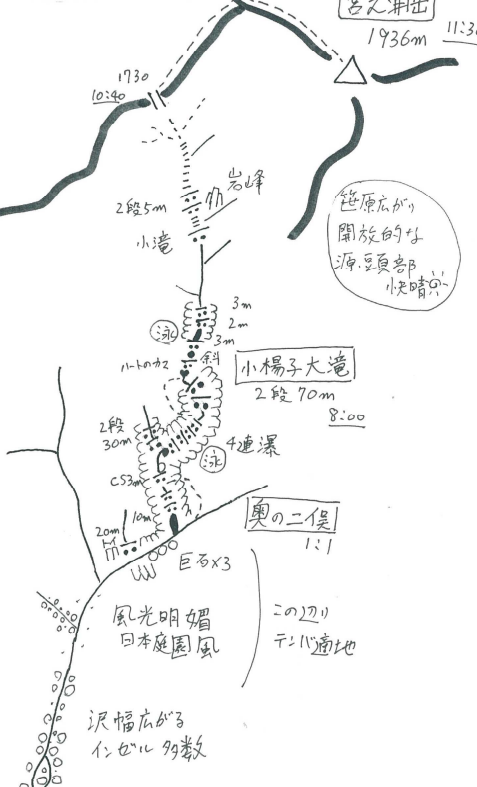 宮之浦岳
1936m
11:30
1730
10:40
岩峰
2段5m
小滝
笹原広がり
開放的な
源頭部
快晴
3m
2m
泳
3m
ハートのカス
斜
小楊子大滝
2段 70m
8:00
2段
30m
4連瀑
泳
CS3m
10m
20m
奥の二俣
1:1
巨石×3
風光明媚
日本庭園風
この辺り
テンバ適地
沢幅広がる
インゼル多数